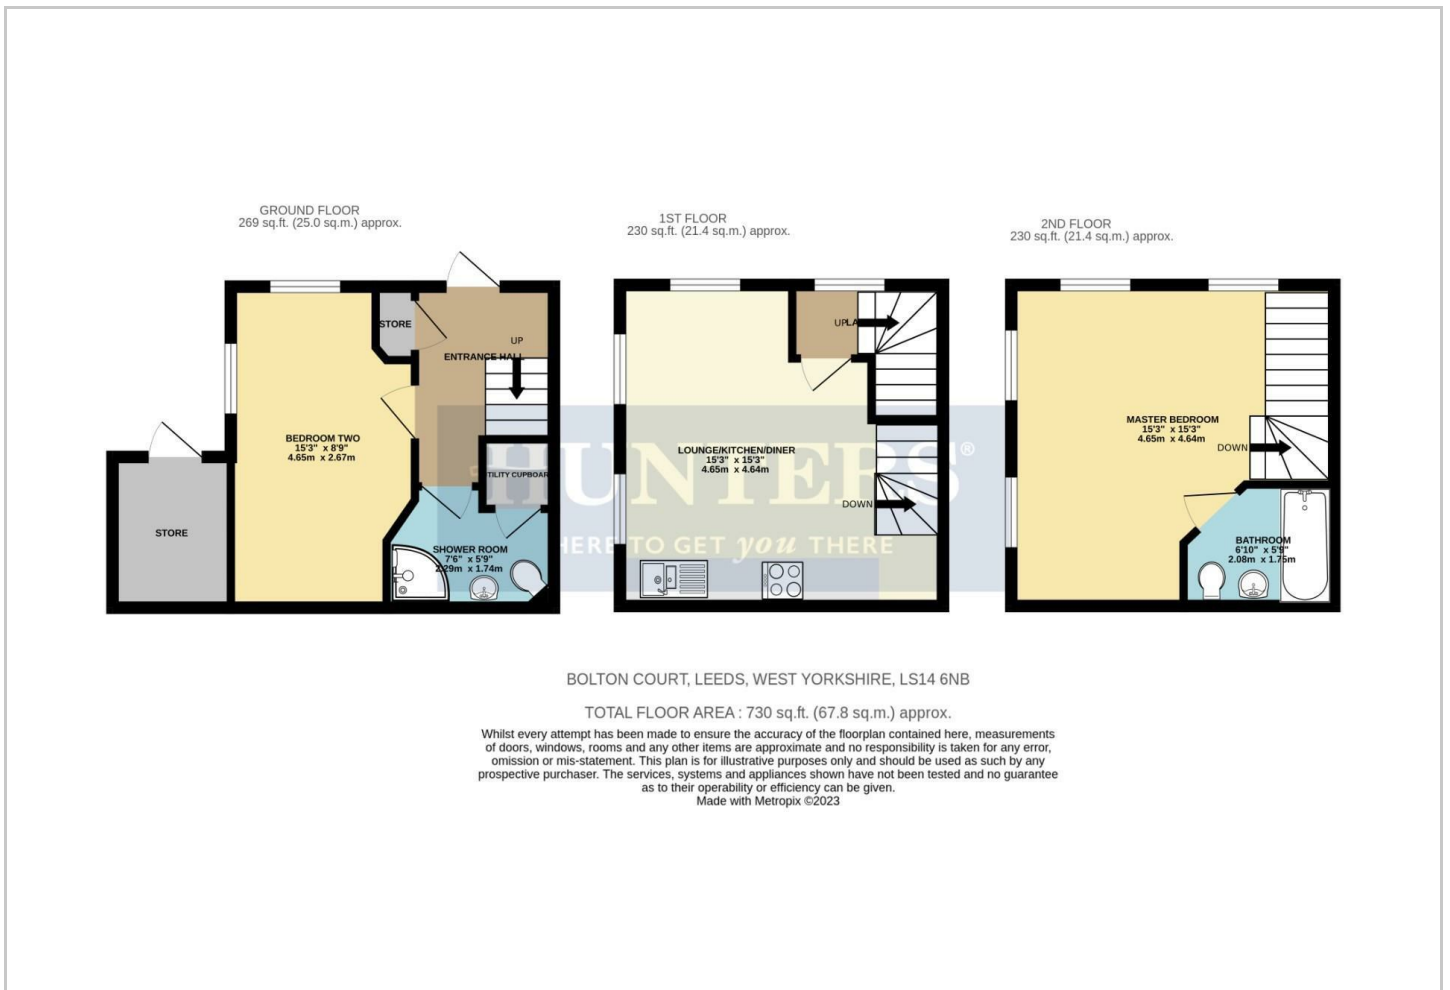 GROUND FLOOR
269 sq.ft. (25.0 sq.m.) approx.
1ST FLOOR
230 sq.ft. (21.4 sq.m.) approx.
2ND FLOOR
230 sq.ft. (21.4 sq.m.) approx.
STORE
UP
ENTRANCE HALL
BEDROOM TWO
15'3" x 8'9"
4.65m x 2.67m
STORE
TILITY CUPBOAR
SHOWER ROOM
7'6" x 5'9"
2.29m x 1.74m
UP
LOUNGE/KITCHEN/DINER
15'3" x 15'3"
4.65m x 4.64m
DOWN
MASTER BEDROOM
15'3" x 15'3"
4.65m x 4.64m
DOWN
BATHROOM
6'10" x 5'9"
2.08m x 1.75m
HUNTERS®
HERE TO GET you THERE
BOLTON COURT, LEEDS, WEST YORKSHIRE, LS14 6NB
TOTAL FLOOR AREA : 730 sq.ft. (67.8 sq.m.) approx.
Whilst every attempt has been made to ensure the accuracy of the floorplan contained here, measurements
of doors, windows, rooms and any other items are approximate and no responsibility is taken for any error,
omission or mis-statement. This plan is for illustrative purposes only and should be used as such by any
prospective purchaser. The services, systems and appliances shown have not been tested and no guarantee
as to their operability or efficiency can be given.
Made with Metropix ©2023